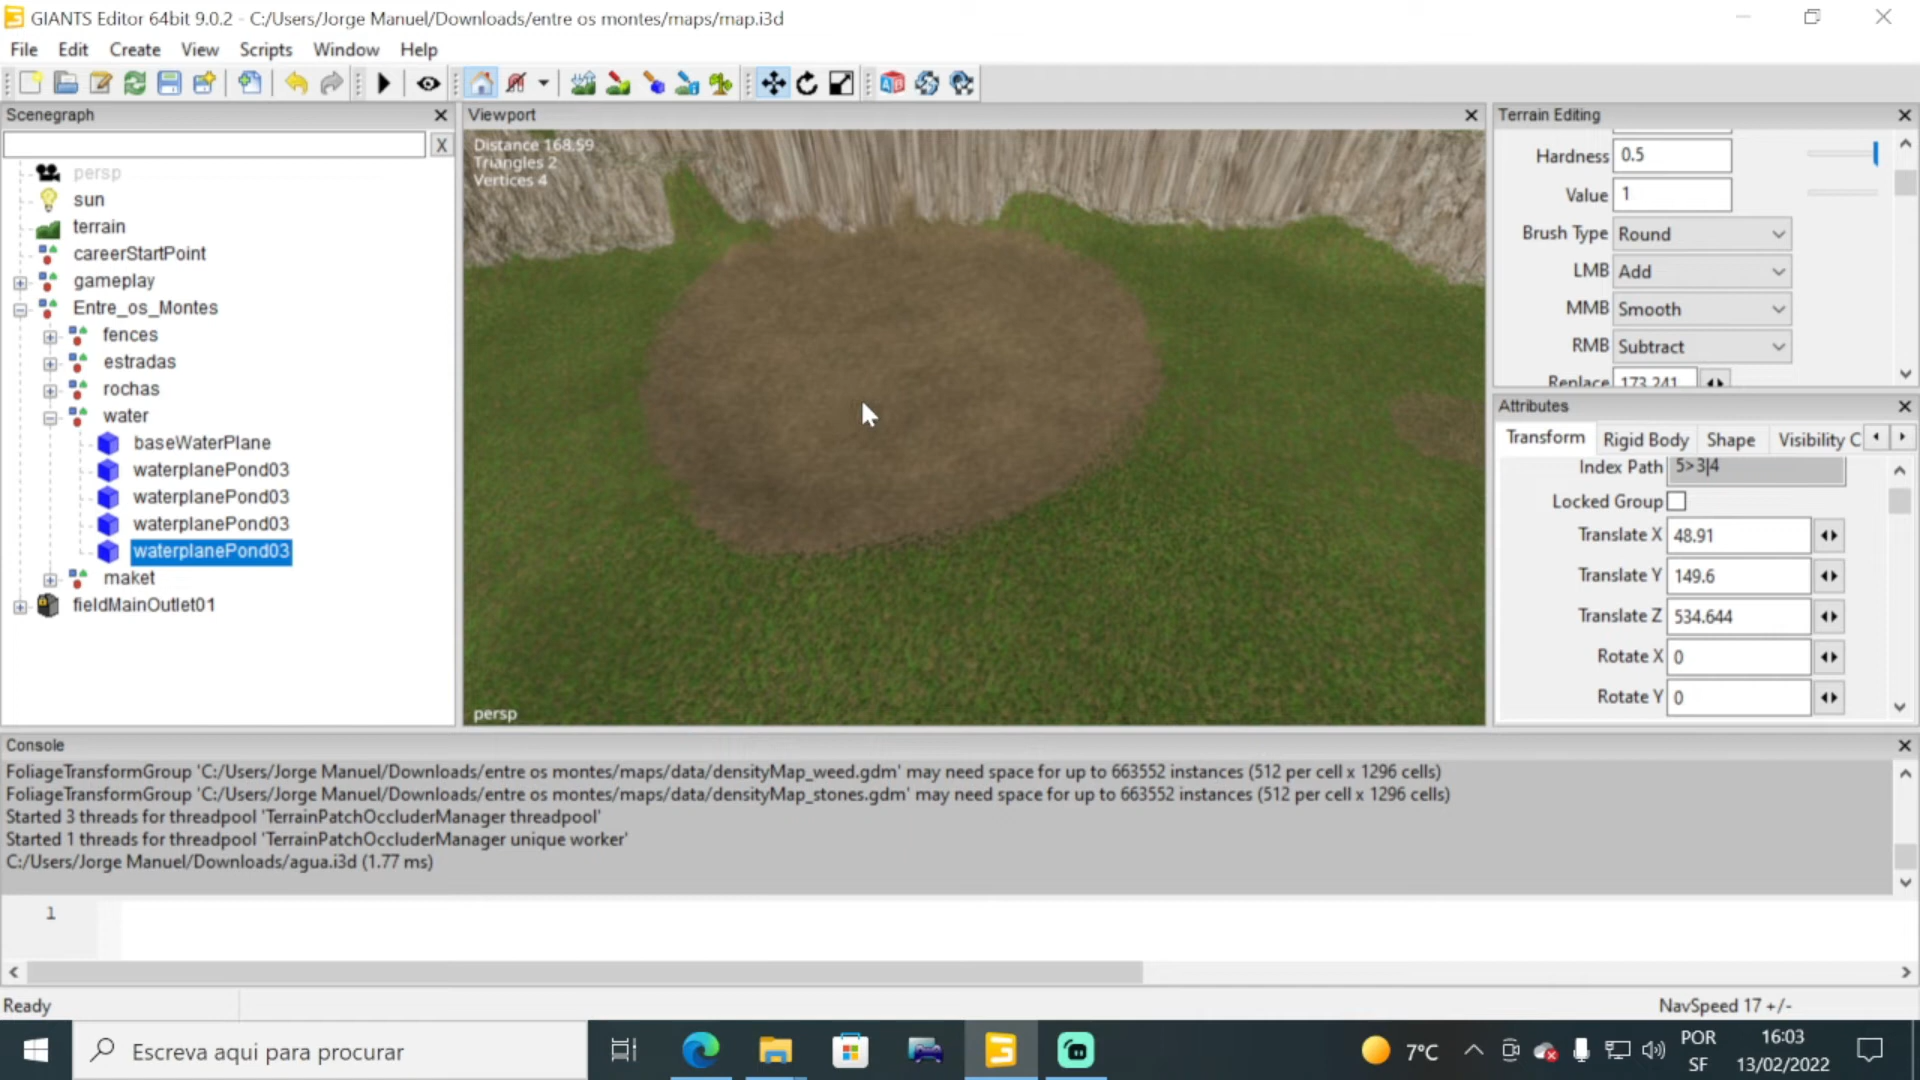 GIANTS Editor 64bit 9.0.2 - C:/Users/Jorge Manuel/Downloads/entre os montes/maps/map.i3d
File Edit Create View Scripts Window Help
Scenegraph
X
persp
sun
terrain
careerStartPoint
gameplay
Entre_os_Montes
fences
estradas
rochas
water
baseWaterPlane
waterplanePond03
waterplanePond03
waterplanePond03
waterplanePond03
maket
fieldMainOutlet01
Viewport
Distance 168.59
Triangles 2
Vertices 4
persp
Terrain Editing
Hardness 0.5
Value 1
Brush Type Round
LMB Add
MMB Smooth
RMB Subtract
Replace 173.241
Attributes
Transform Rigid Body Shape Visibility C
Index Path 5>3|4
Locked Group
Translate X 48.91
Translate Y 149.6
Translate Z 534.644
Rotate X 0
Rotate Y 0
Console
FoliageTransformGroup 'C:/Users/Jorge Manuel/Downloads/entre os montes/maps/data/densityMap_weed.gdm' may need space for up to 663552 instances (512 per cell x 1296 cells)
FoliageTransformGroup 'C:/Users/Jorge Manuel/Downloads/entre os montes/maps/data/densityMap_stones.gdm' may need space for up to 663552 instances (512 per cell x 1296 cells)
Started 3 threads for threadpool 'TerrainPatchOccluderManager threadpool'
Started 1 threads for threadpool 'TerrainPatchOccluderManager unique worker'
C:/Users/Jorge Manuel/Downloads/agua.i3d (1.77 ms)
1
Ready
NavSpeed 17 +/-
Escreva aqui para procurar
7°C
POR
SF
16:03
13/02/2022